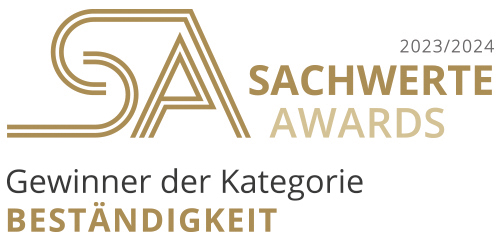 SA
2023/2024
SACHWERTE
AWARDS
Gewinner der Kategorie
BESTÄNDIGKEIT